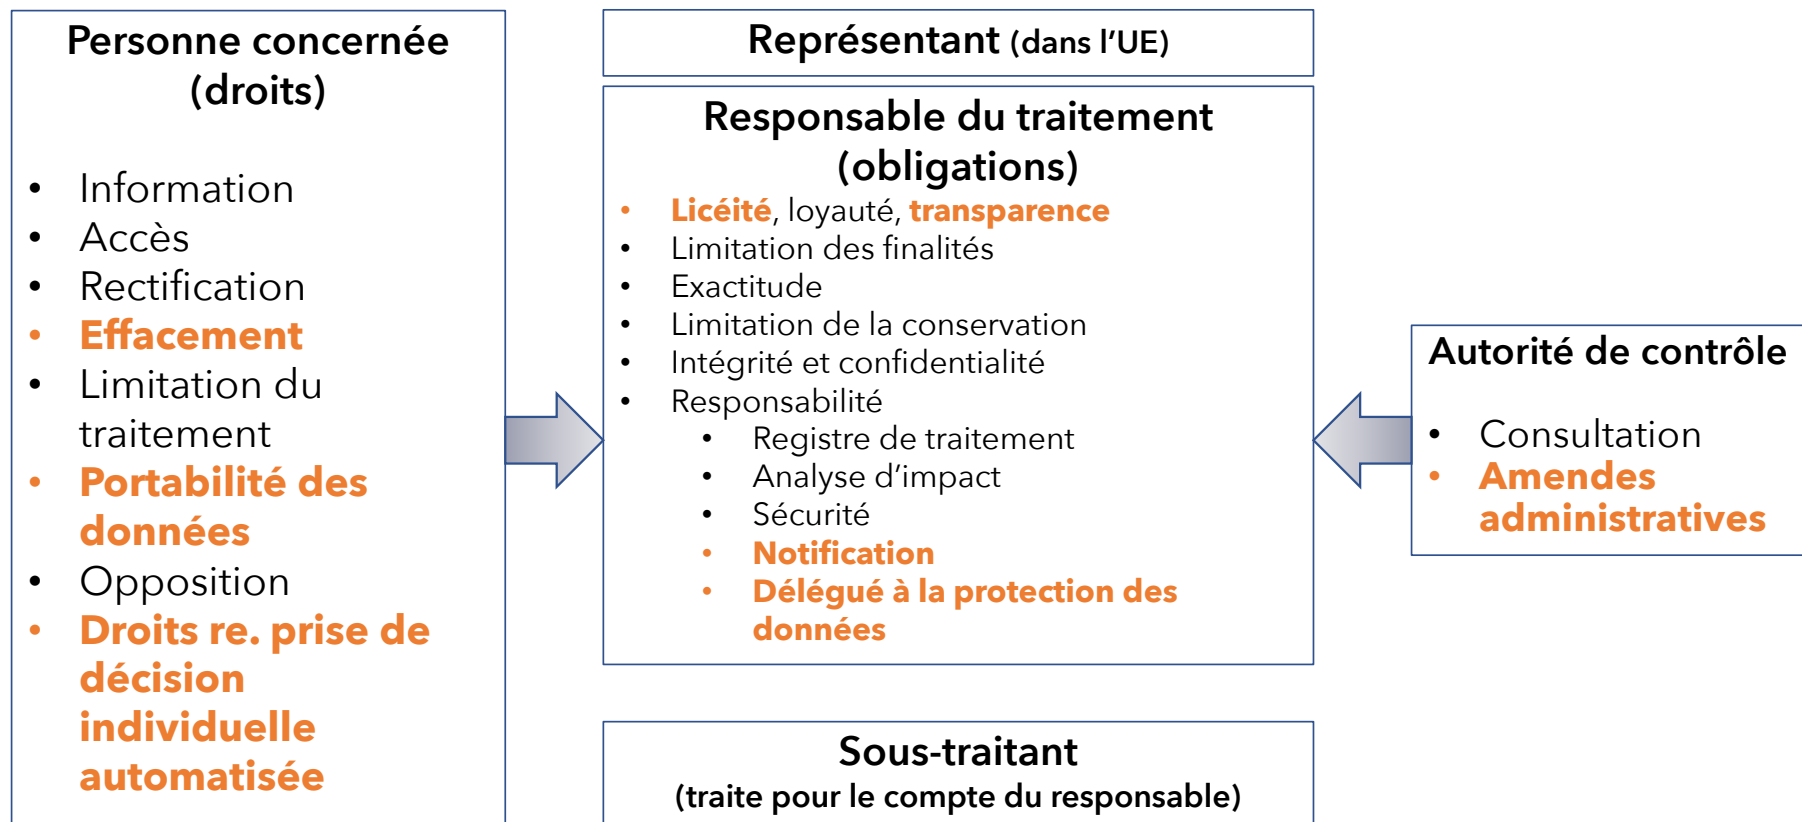 Personne concernée
(droits)
• Information
• Accès
• Rectification
• Effacement
• Limitation du
traitement
• Portabilité des
données
• Opposition
• Droits re. prise de
décision
individuelle
automatisée
Représentant (dans l’UE)
Responsable du traitement
(obligations)
• Licéité, loyauté, transparence
• Limitation des finalités
• Exactitude
• Limitation de la conservation
• Intégrité et confidentialité
• Responsabilité
• Registre de traitement
• Analyse d’impact
• Sécurité
• Notification
• Délégué à la protection des
données
Sous-traitant
(traite pour le compte du responsable)
Autorité de contrôle
• Consultation
• Amendes
administratives